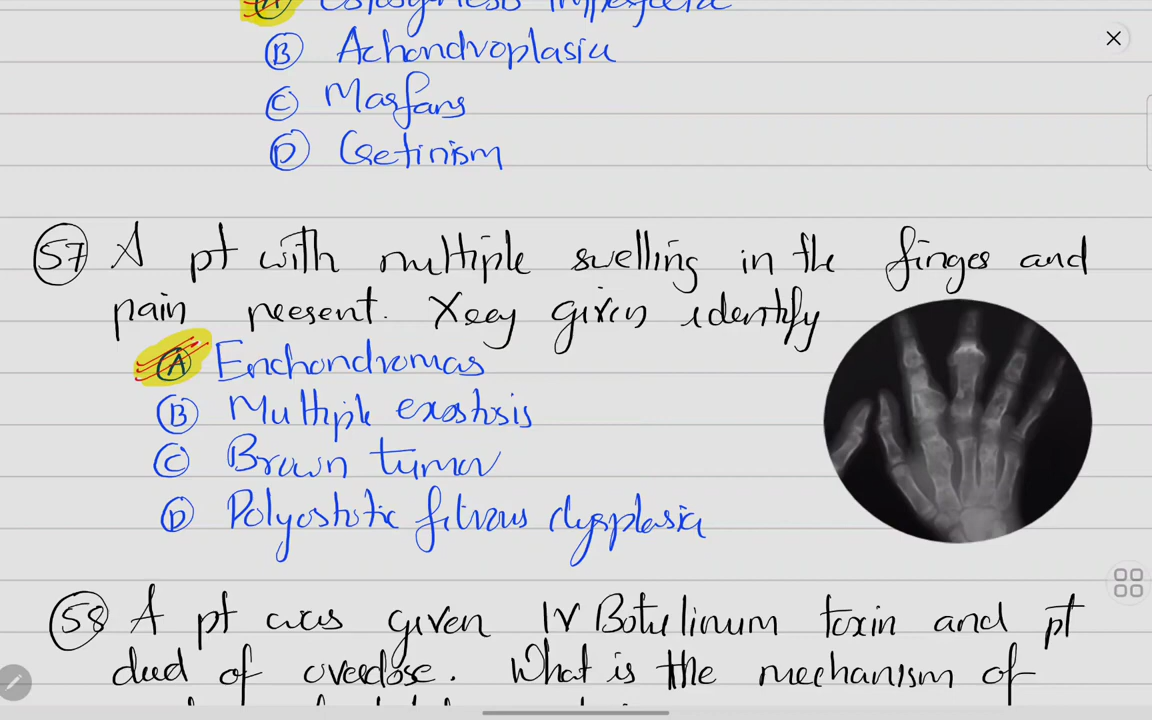 A
B Achondroplasia
C Marfans
D Cretinism
57 A pt with multiple swelling in the finges and
pain present. Xray given identify
A Enchondromas
B Multiple exostosis
C Brown tumor
D Polyostotic fibrous dysplasia
58 A pt was given IV Botulinum toxin and pt
died of overdose. What is the mechanism of